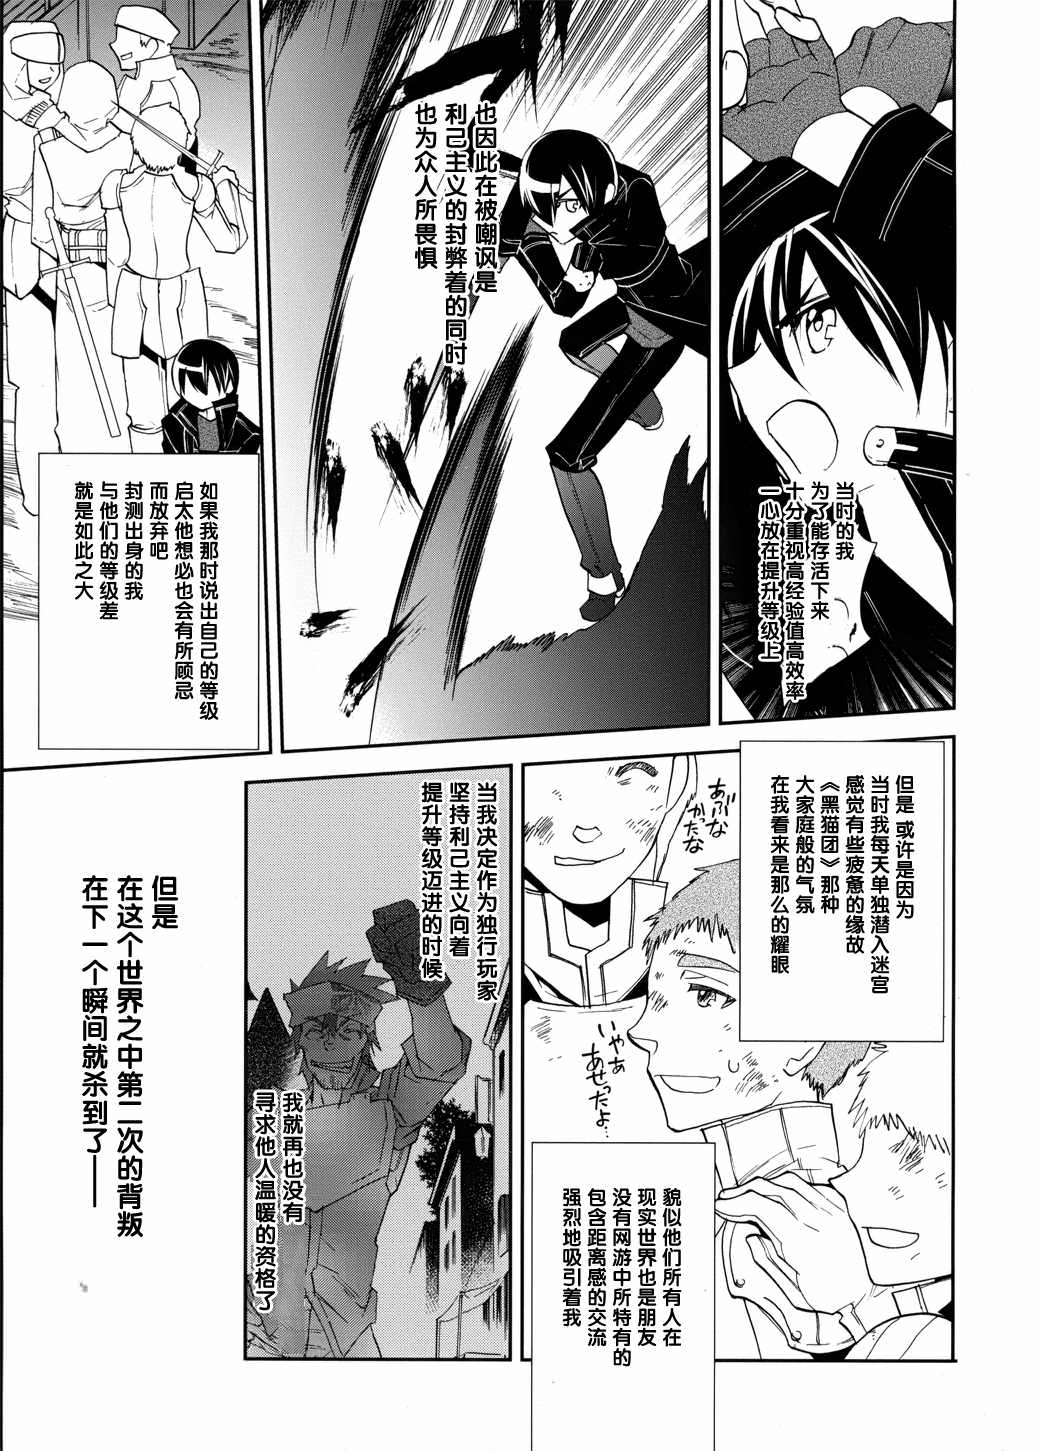 当时的我
为了能存活下来
十分重视高经验值高效率
一心放在提升等级上
也因此在被嘲讽是
利己主义的封弊着的同时
也为众人所畏惧
如果我那时说出自己的等级
启太他想必也会有所顾忌
而放弃吧
封测出身的我
与他们的等级差
就是如此之大
但是 或许是因为
当时我每天单独潜入迷宫
感觉有些疲惫的缘故
《黑猫团》那种
大家庭般的气氛
在我看来是那么的耀眼
あぶな
かったな
いやぁ
あせったよ…
貌似他们所有人在
现实世界也是朋友
没有网游中所特有的
包含距离感的交流
强烈地吸引着我
当我决定作为独行玩家
坚持利己主义向着
提升等级迈进的时候
我就再也没有
寻求他人温暖的资格了
但是
在这个世界之中第二次的背叛
在下一个瞬间就杀到了——